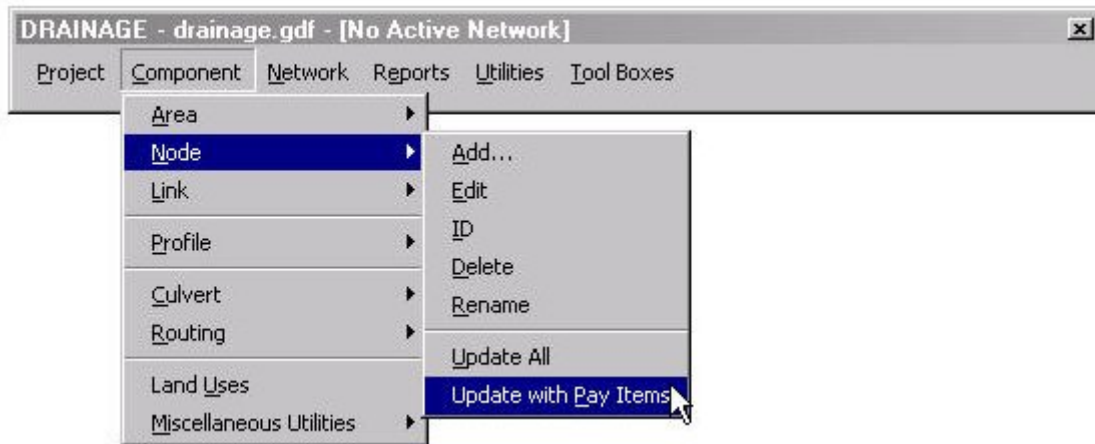 DRAINAGE - drainage.gdf - [No Active Network]
Project Component Network Reports Utilities Tool Boxes
Area
Node
Link
Profile
Culvert
Routing
Land Uses
Miscellaneous Utilities
Add...
Edit
ID
Delete
Rename
Update All
Update with Pay Items